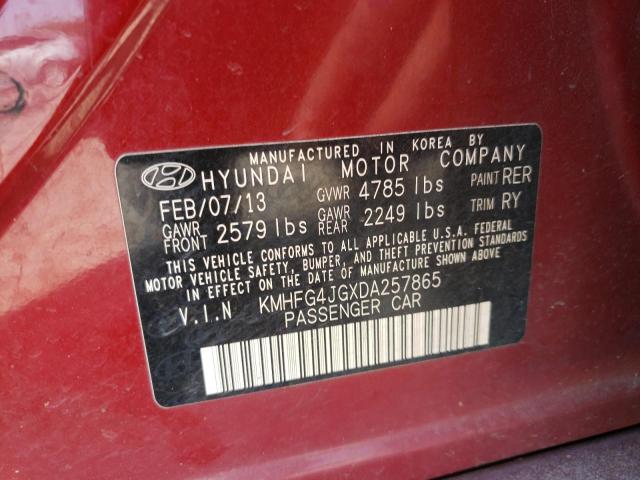 MANUFACTURED IN KOREA BY
HYUNDAI MOTOR COMPANY
FEB/07/13 GVWR 4785 lbs PAINT RER
GAWR FRONT 2579 lbs GAWR REAR 2249 lbs TRIM RY
THIS VEHICLE CONFORMS TO ALL APPLICABLE U.S.A. FEDERAL
MOTOR VEHICLE SAFETY, BUMPER, AND THEFT PREVENTION STANDARDS
IN EFFECT ON THE DATE OF MANUFACTURE SHOWN ABOVE.
V.I.N KMHFG4JGXDA257865
PASSENGER CAR